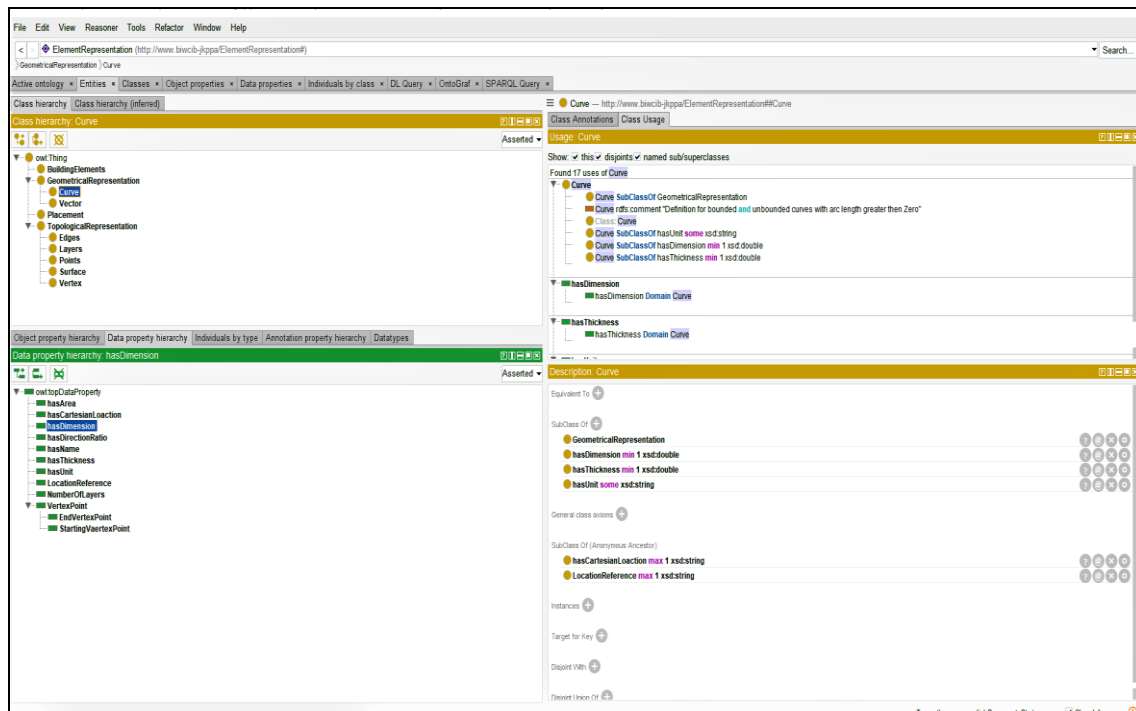 File Edit View Reasoner Tools Refactor Window Help
< > ElementRepresentation (http://www.biwcib-jkppa/ElementRepresentation#) Search...
GeometricalRepresentation Curve
Active ontology × Entities × Classes × Object properties × Data properties × Individuals by class × DL Query × OntoGraf × SPARQL Query ×
Class hierarchy Class hierarchy (inferred)
Class hierarchy: Curve
Asserted
owl:Thing
BuildingElements
GeometricalRepresentation
Curve
Vector
Placement
TopologicalRepresentation
Edges
Layers
Points
Surface
Vertex
Object property hierarchy Data property hierarchy Individuals by type Annotation property hierarchy Datatypes
Data property hierarchy: hasDimension
Asserted
owl:topDataProperty
hasArea
hasCartesianLoaction
hasDimension
hasDirectionRatio
hasName
hasThickness
hasUnit
LocationReference
NumberOfLayers
VertexPoint
EndVertexPoint
StartingVaertexPoint
Curve — http://www.biwcib-jkppa/ElementRepresentation##Curve
Class Annotations Class Usage
Usage: Curve
Show: this disjoints named sub/superclasses
Found 17 uses of Curve
Curve
Curve SubClassOf GeometricalRepresentation
Curve rdfs:comment "Definition for bounded and unbounded curves with arc length greater then Zero"
Class: Curve
Curve SubClassOf hasUnit some xsd:string
Curve SubClassOf hasDimension min 1 xsd:double
Curve SubClassOf hasThickness min 1 xsd:double
hasDimension
hasDimension Domain Curve
hasThickness
hasThickness Domain Curve
Description: Curve
Equivalent To
SubClass Of
GeometricalRepresentation
hasDimension min 1 xsd:double
hasThickness min 1 xsd:double
hasUnit some xsd:string
General class axioms
SubClass Of (Anonymous Ancestor)
hasCartesianLoaction max 1 xsd:string
LocationReference max 1 xsd:string
Instances
Target for Key
Disjoint With
Disjoint Union Of